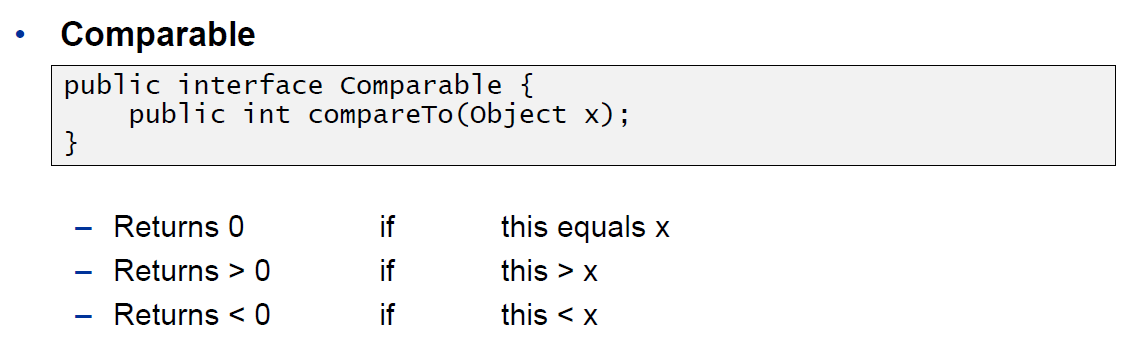 • Comparable
public interface Comparable {
    public int compareTo(Object x);
}
– Returns 0 if this equals x
– Returns > 0 if this > x
– Returns < 0 if this < x